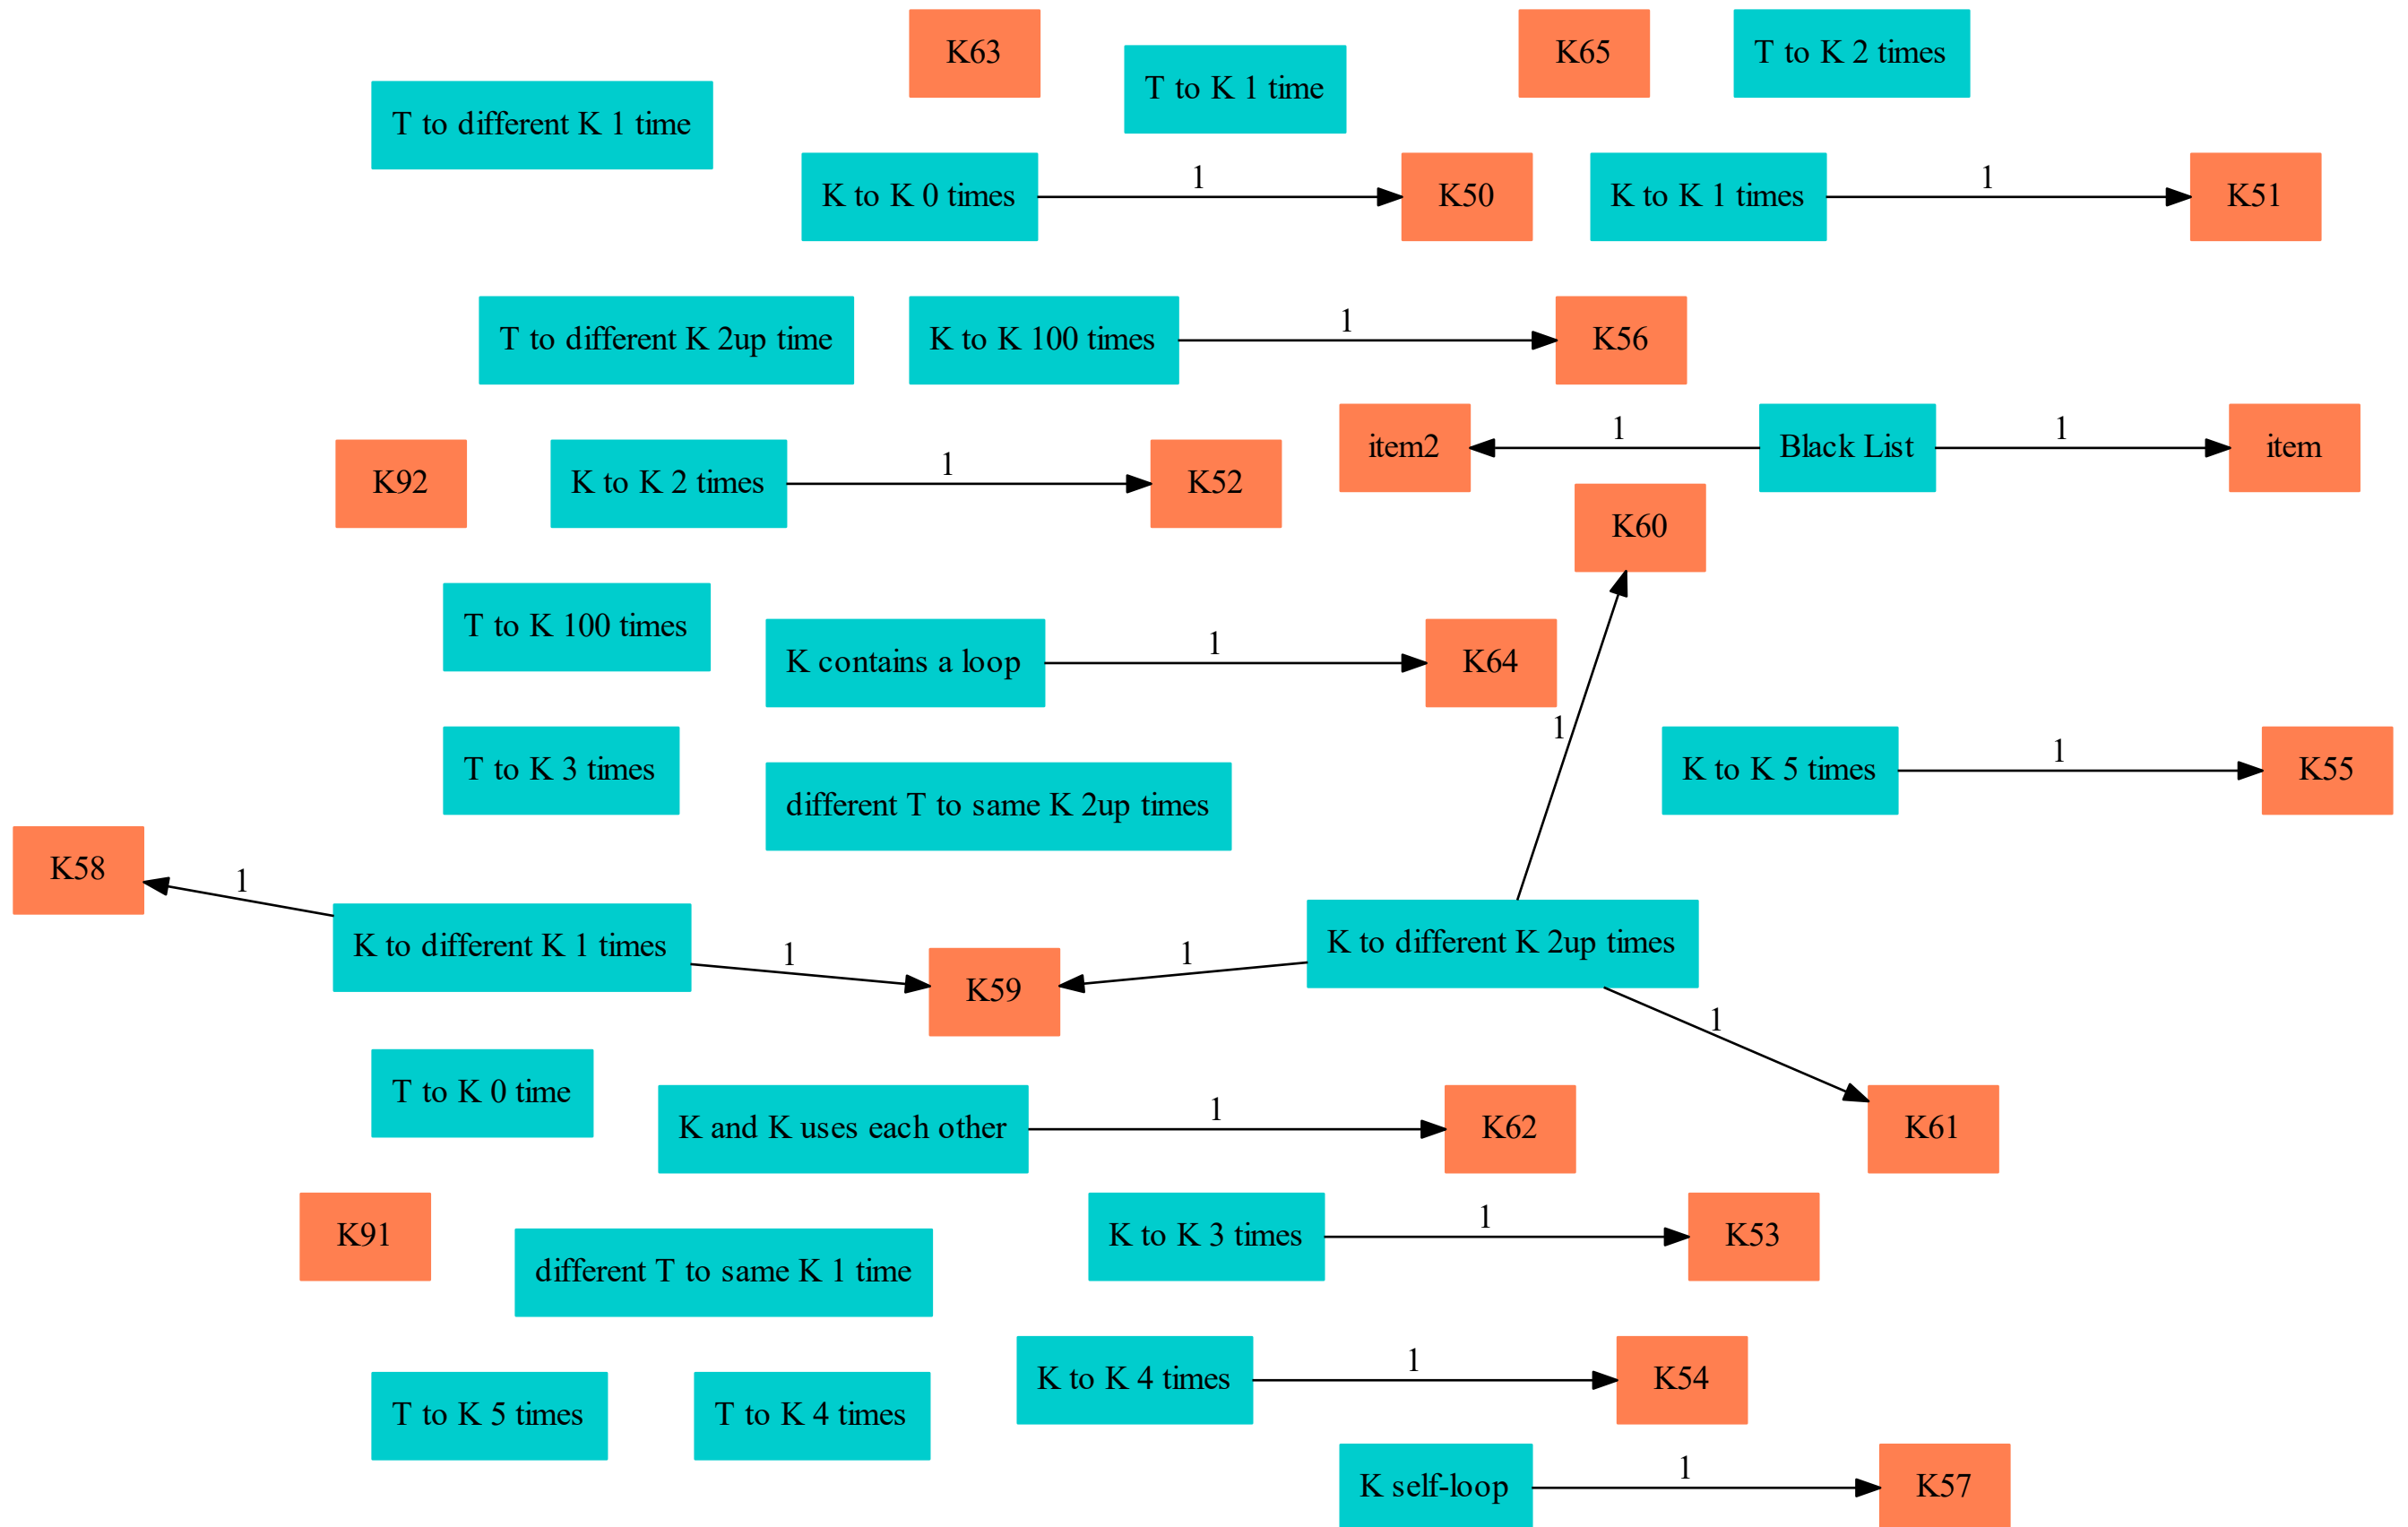 K63
K65
T to K 2 times
T to K 1 time
T to different K 1 time
K to K 0 times
1
K50
K to K 1 times
1
K51
T to different K 2up time
K to K 100 times
1
K56
item2
1
Black List
1
item
K92
K to K 2 times
1
K52
K60
T to K 100 times
K contains a loop
1
K64
1
T to K 3 times
different T to same K 2up times
K to K 5 times
1
K55
K58
1
K to different K 1 times
1
K59
1
K to different K 2up times
1
T to K 0 time
K and K uses each other
1
K62
K61
K91
different T to same K 1 time
K to K 3 times
1
K53
K to K 4 times
1
K54
T to K 5 times
T to K 4 times
K self-loop
1
K57